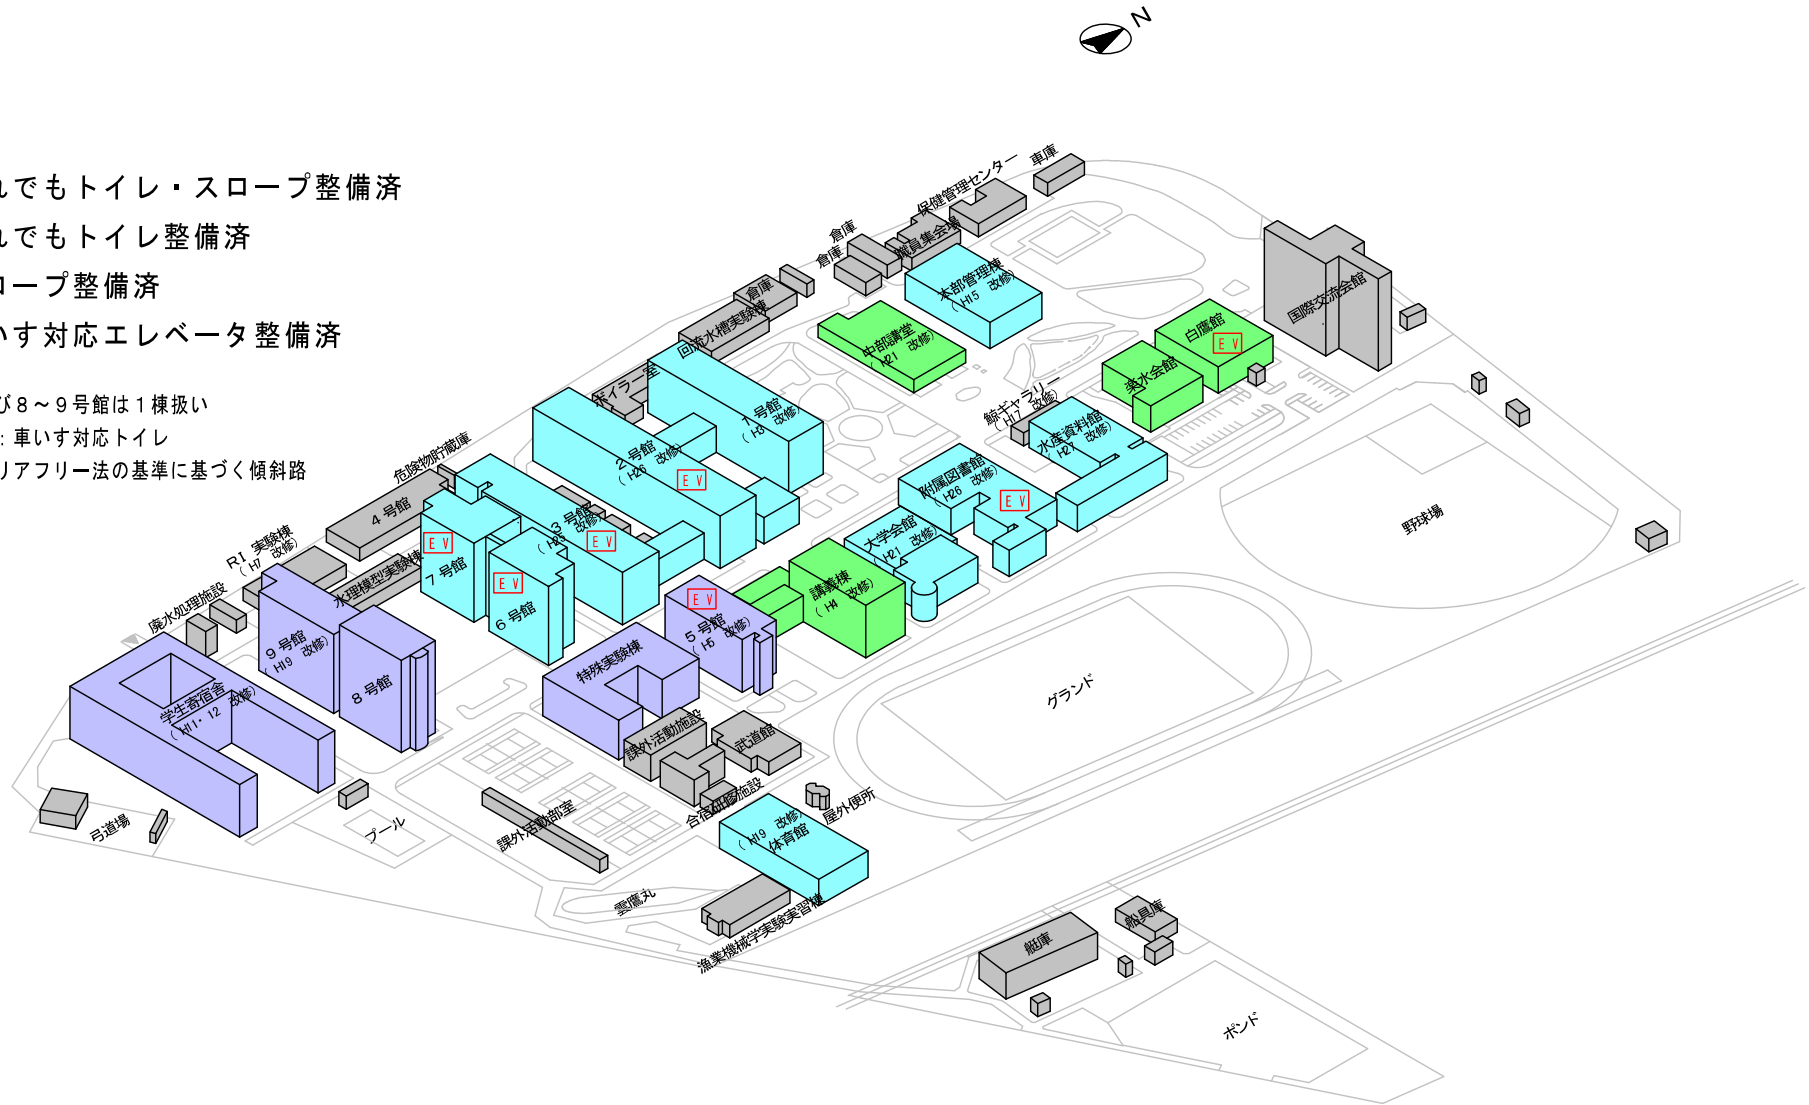 N
れでもトイレ・スロープ整備済
れでもトイレ整備済
ロープ整備済
いす対応エレベータ整備済
び８～９号館は１棟扱い
：車いす対応トイレ
リアフリー法の基準に基づく傾斜路
車庫
保健管理センター
職員集会場
倉庫
倉庫
倉庫
本部管理棟
（H15 改修）
回流水槽実験棟
中部講堂
（H21 改修）
国際交流会館
白鷹館
EV
楽水会館
鯨ギャラリー
（H17 改修）
水産資料館
（H27 改修）
ボイラー室
１号館
（H3 改修）
２号館
（H26 改修）
EV
附属図書館
（H26 改修）
EV
大学会館
（H21 改修）
講義棟
（H4 改修）
危険物貯蔵庫
４号館
３号館
（H25 改修）
EV
７号館
EV
６号館
EV
５号館
（H5 改修）
EV
特殊実験棟
RI 実験棟
（H7 改修）
水理模型実験棟
廃水処理施設
９号館
（H19 改修）
８号館
学生寄宿舎
（H11・12 改修）
弓道場
プール
課外活動部室
課外活動施設
武道館
合宿研修施設
屋外便所
体育館
（H19 改修）
雲鷹丸
漁業機械学実験実習棟
グランド
野球場
艇庫
船具庫
ポンド